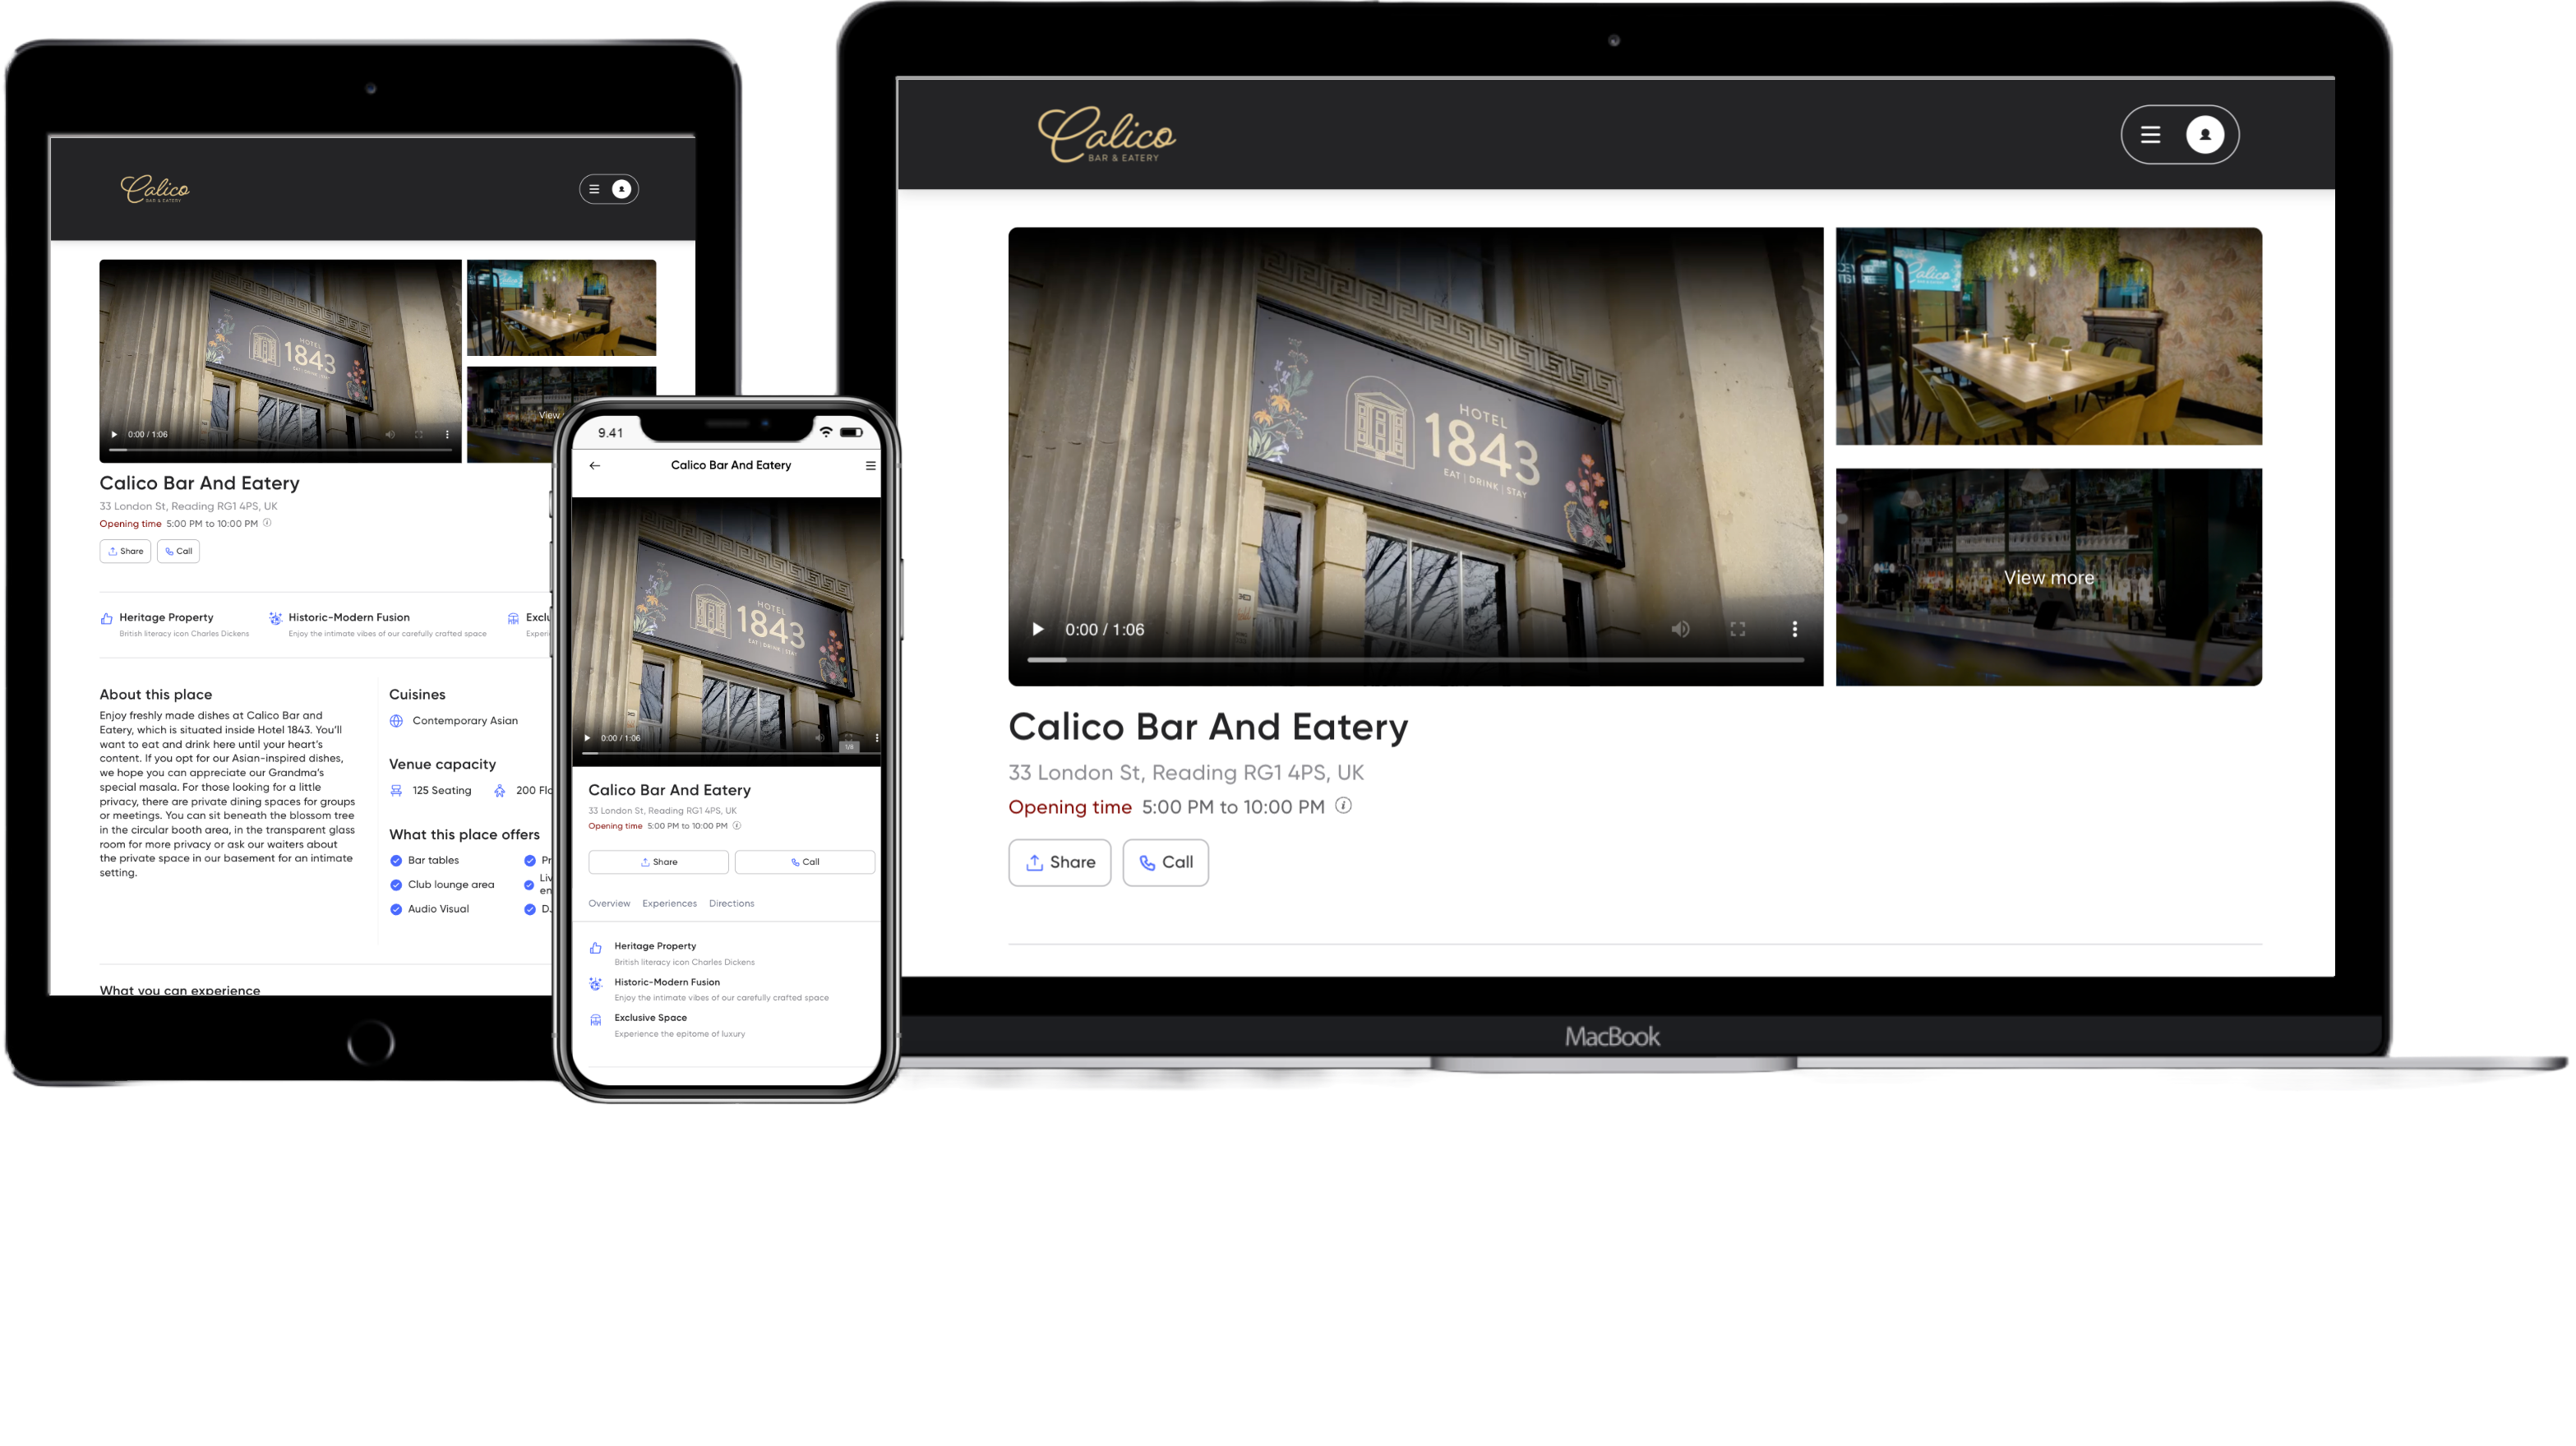 Calico
BAR & EATERY
HOTEL
1843
EAT | DRINK | STAY
0:00 / 1:06
View
Calico Bar And Eatery
33 London St, Reading RG1 4PS, UK
Opening time 5:00 PM to 10:00 PM
Share Call
Heritage Property
British literacy icon Charles Dickens
Historic-Modern Fusion
Enjoy the intimate vibes of our carefully crafted space
About this place
Enjoy freshly made dishes at Calico Bar and
Eatery, which is situated inside Hotel 1843. You'll
want to eat and drink here until your heart's
content. If you opt for our Asian-inspired dishes,
we hope you can appreciate our Grandma's
special masala. For those looking for a little
privacy, there are private dining spaces for groups
or meetings. You can sit beneath the blossom tree
in the circular booth area, in the transparent glass
room for more privacy or ask our waiters about
the private space in our basement for an intimate
setting.
Cuisines
Contemporary Asian
Venue capacity
125 Seating 200
What this place offers
Bar tables
Club lounge area
Audio Visual
What you can experience
9.41
Calico Bar And Eatery
HOTEL
1843
EAT | DRINK | STAY
0:00 / 1:06
1/8
Calico Bar And Eatery
33 London St, Reading RG1 4PS, UK
Opening time 5:00 PM to 10:00 PM
Share Call
Overview Experiences Directions
Heritage Property
British literacy icon Charles Dickens
Historic-Modern Fusion
Enjoy the intimate vibes of our carefully crafted space
Exclusive Space
Experience the epitome of luxury
Calico
BAR & EATERY
HOTEL
1843
EAT | DRINK | STAY
0:00 / 1:06
Calico
View more
Calico Bar And Eatery
33 London St, Reading RG1 4PS, UK
Opening time 5:00 PM to 10:00 PM
Share Call
MacBook